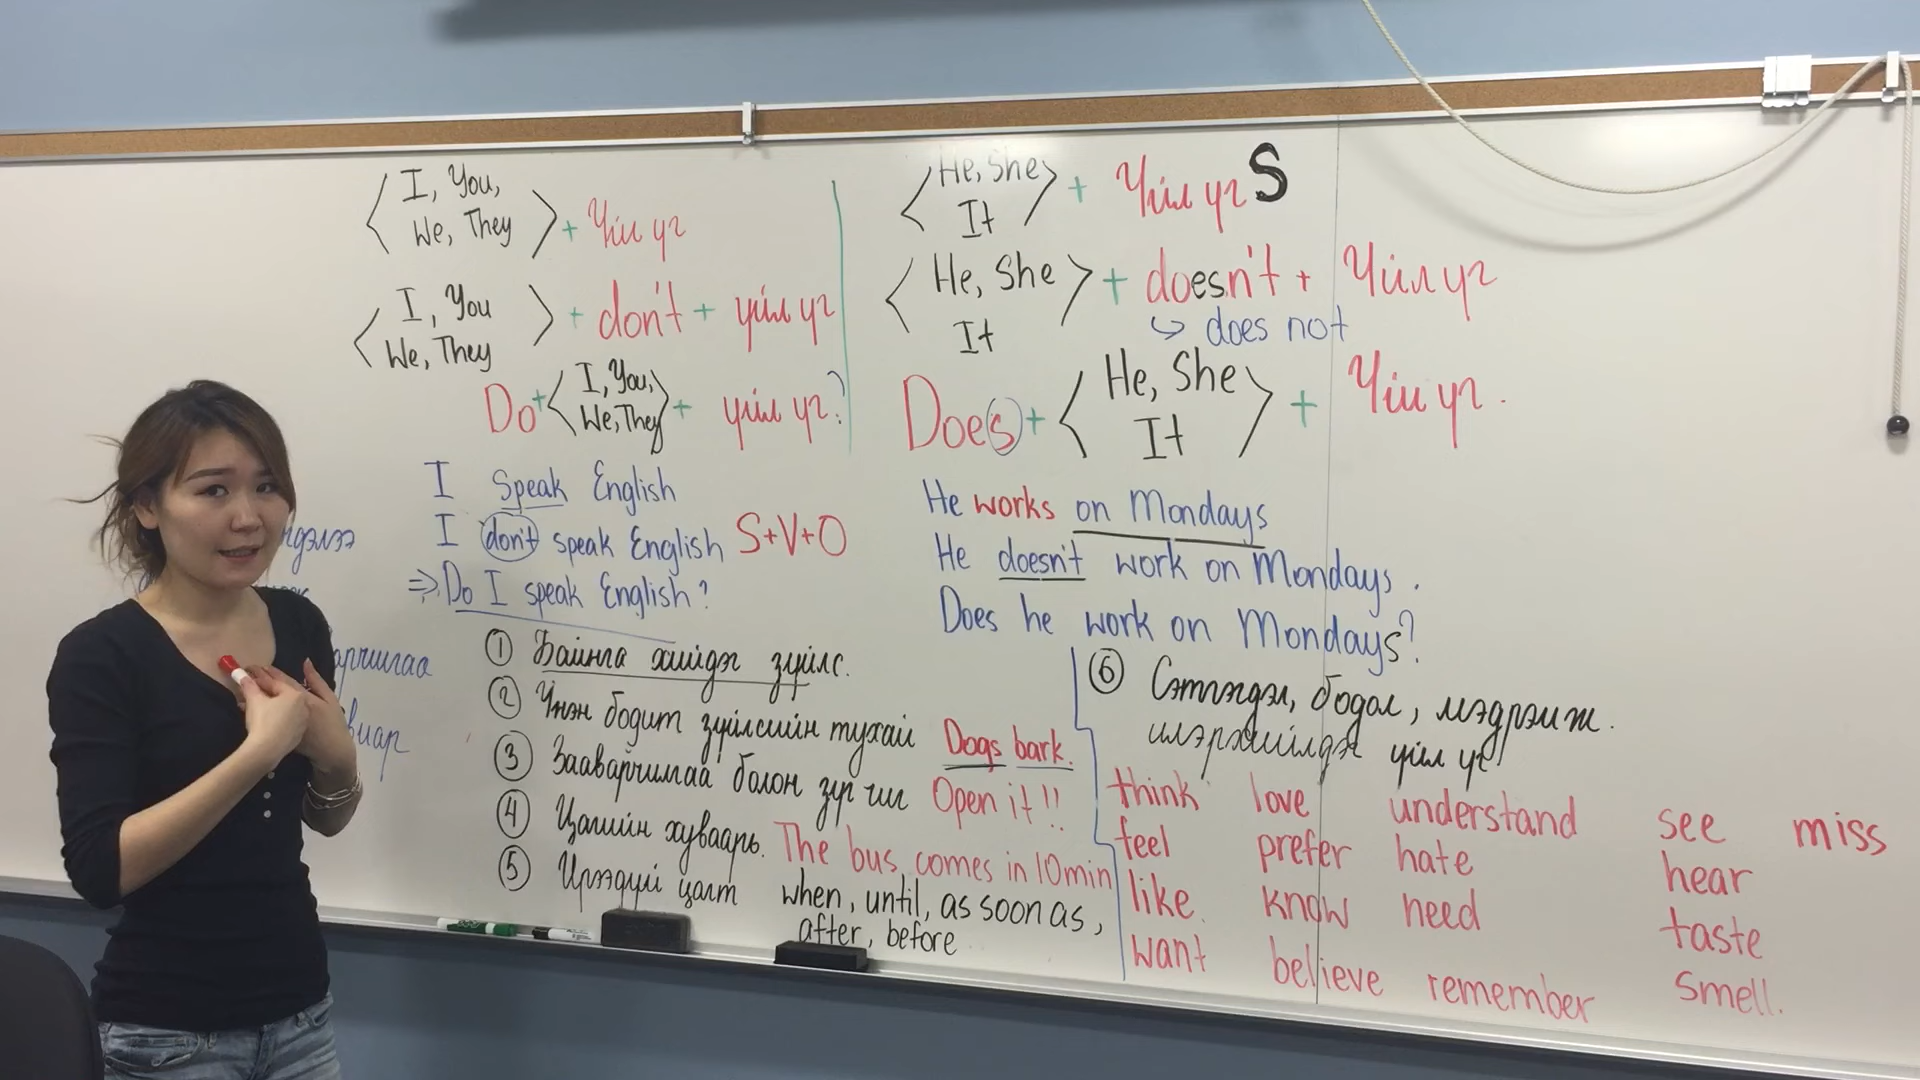 I, You,
We, They + Үйл үг
I, You
We, They + don't + үйл үг
Do + I, You, We, They + үйл үг?
I speak English
I don't speak English S+V+O
⇒ Do I speak English?
He, She
It + Үйл үг S
He, She
It + doesn't + Үйл үг
↳ does not
Does + He, She
It + Үйл үг.
He works on Mondays
He doesn't work on Mondays.
Does he work on Mondays?
① Байнга хийдэг зүйлс.
② Үнэн бодит зүйлсийн тухай Dogs bark.
③ Зааварчилгаа болон зүгчиг Open it!!
④ Цагийн хуваарь. The bus comes in 10min
⑤ Ирээдүй цагт when, until, as soon as,
after, before
⑥ Сэтгэгдэл, бодол, мэдрэмж.
илэрхийлдэг үйл үг
think love understand see miss
feel prefer hate hear
like know need taste
want believe remember smell.